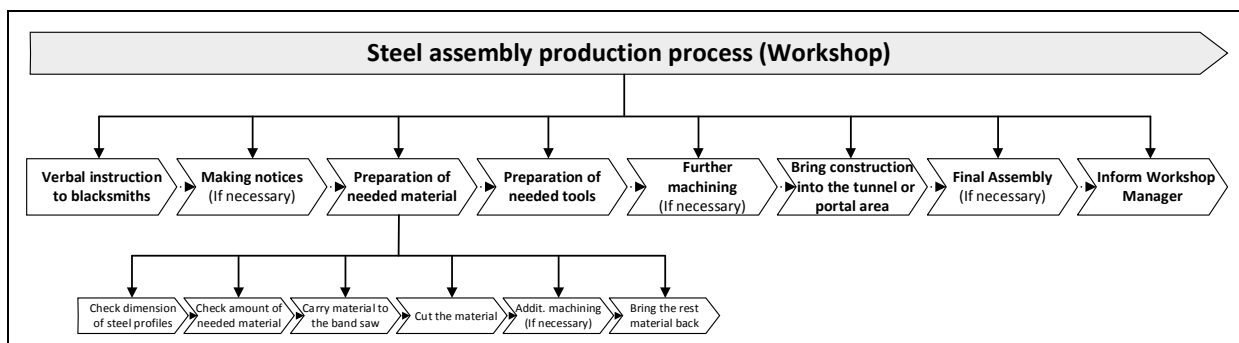 Steel assembly production process (Workshop)
Verbal instruction
to blacksmiths
Making notices
(If necessary)
Preparation of
needed material
Preparation of
needed tools
Further
machining
(If necessary)
Bring construction
into the tunnel or
portal area
Final Assembly
(If necessary)
Inform Workshop
Manager
Check dimension
of steel profiles
Check amount of
needed material
Carry material to
the band saw
Cut the material
Addit. machining
(If necessary)
Bring the rest
material back